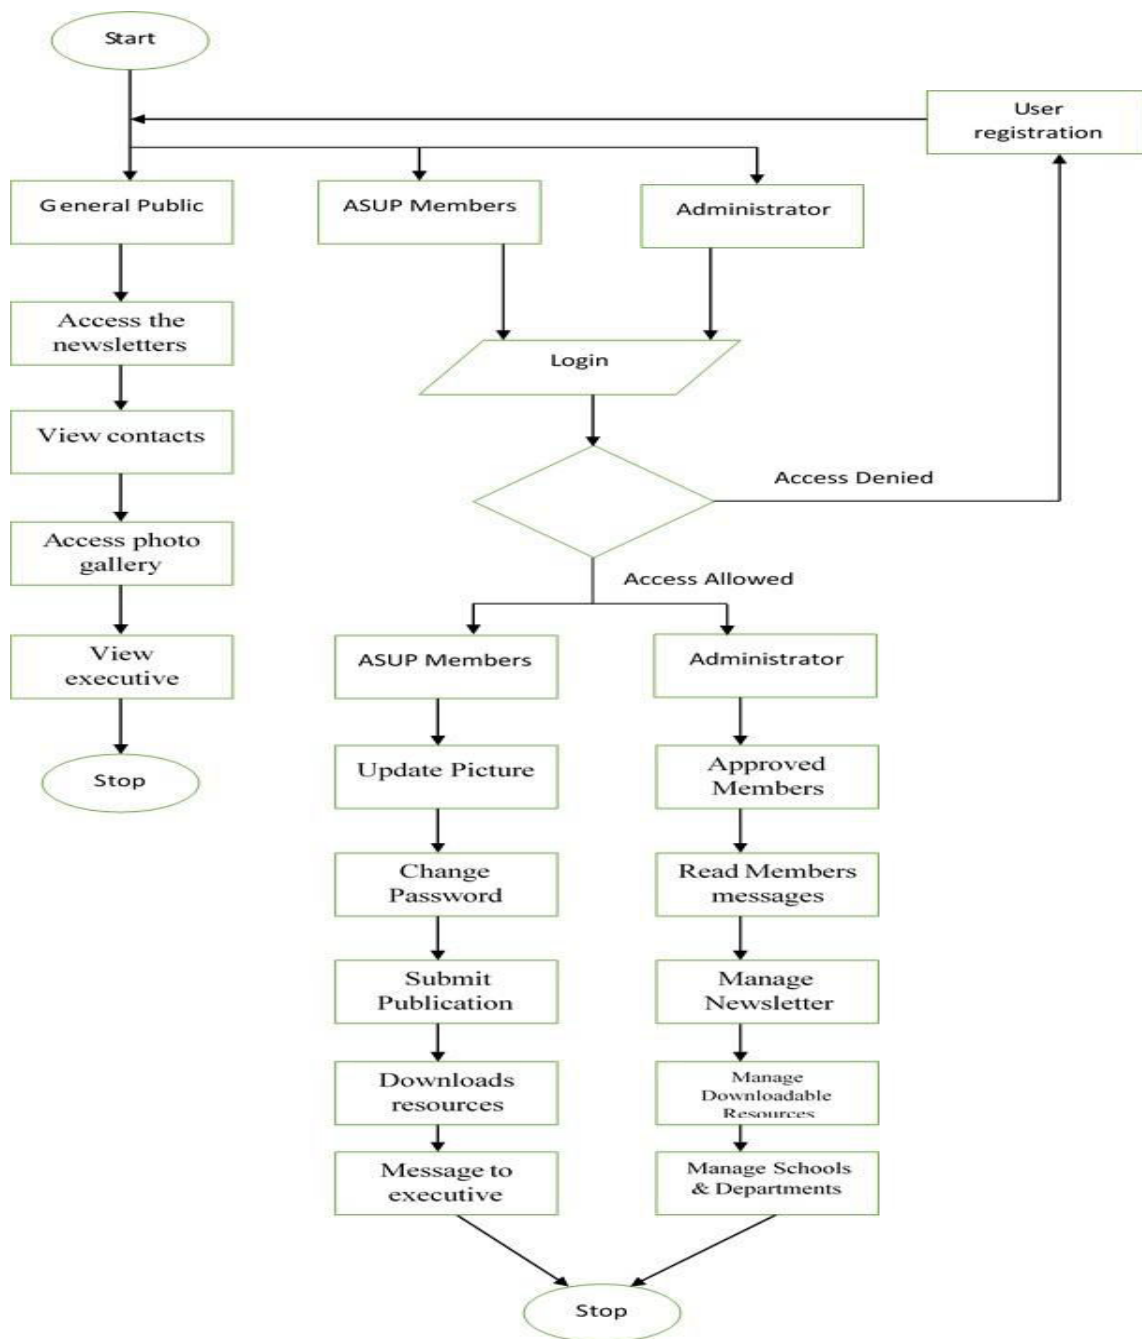 Start
User
registration
General Public
ASUP Members
Administrator
Access the
newsletters
Login
View contacts
Access Denied
Access photo
gallery
Access Allowed
View
executive
ASUP Members
Administrator
Stop
Update Picture
Approved
Members
Change
Password
Read Members
messages
Submit
Publication
Manage
Newsletter
Downloads
resources
Manage
Downloadable
Resources
Message to
executive
Manage Schools
& Departments
Stop